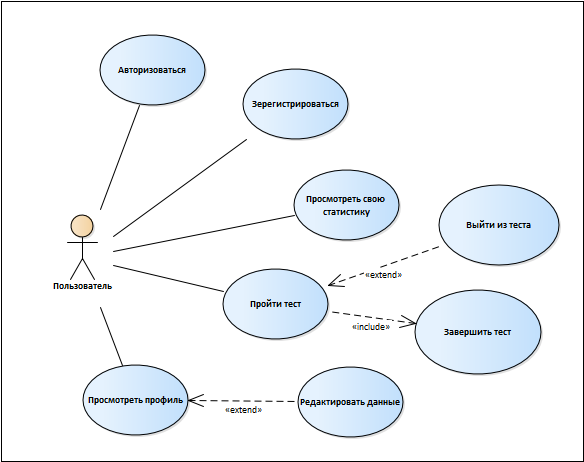 Авторизоваться
Зерегистрироваться
Просмотреть свою
статистику
Выйти из теста
«extend»
Пользователь
Пройти тест
«include»
Завершить тест
Просмотреть профиль
«extend»
Редактировать данные